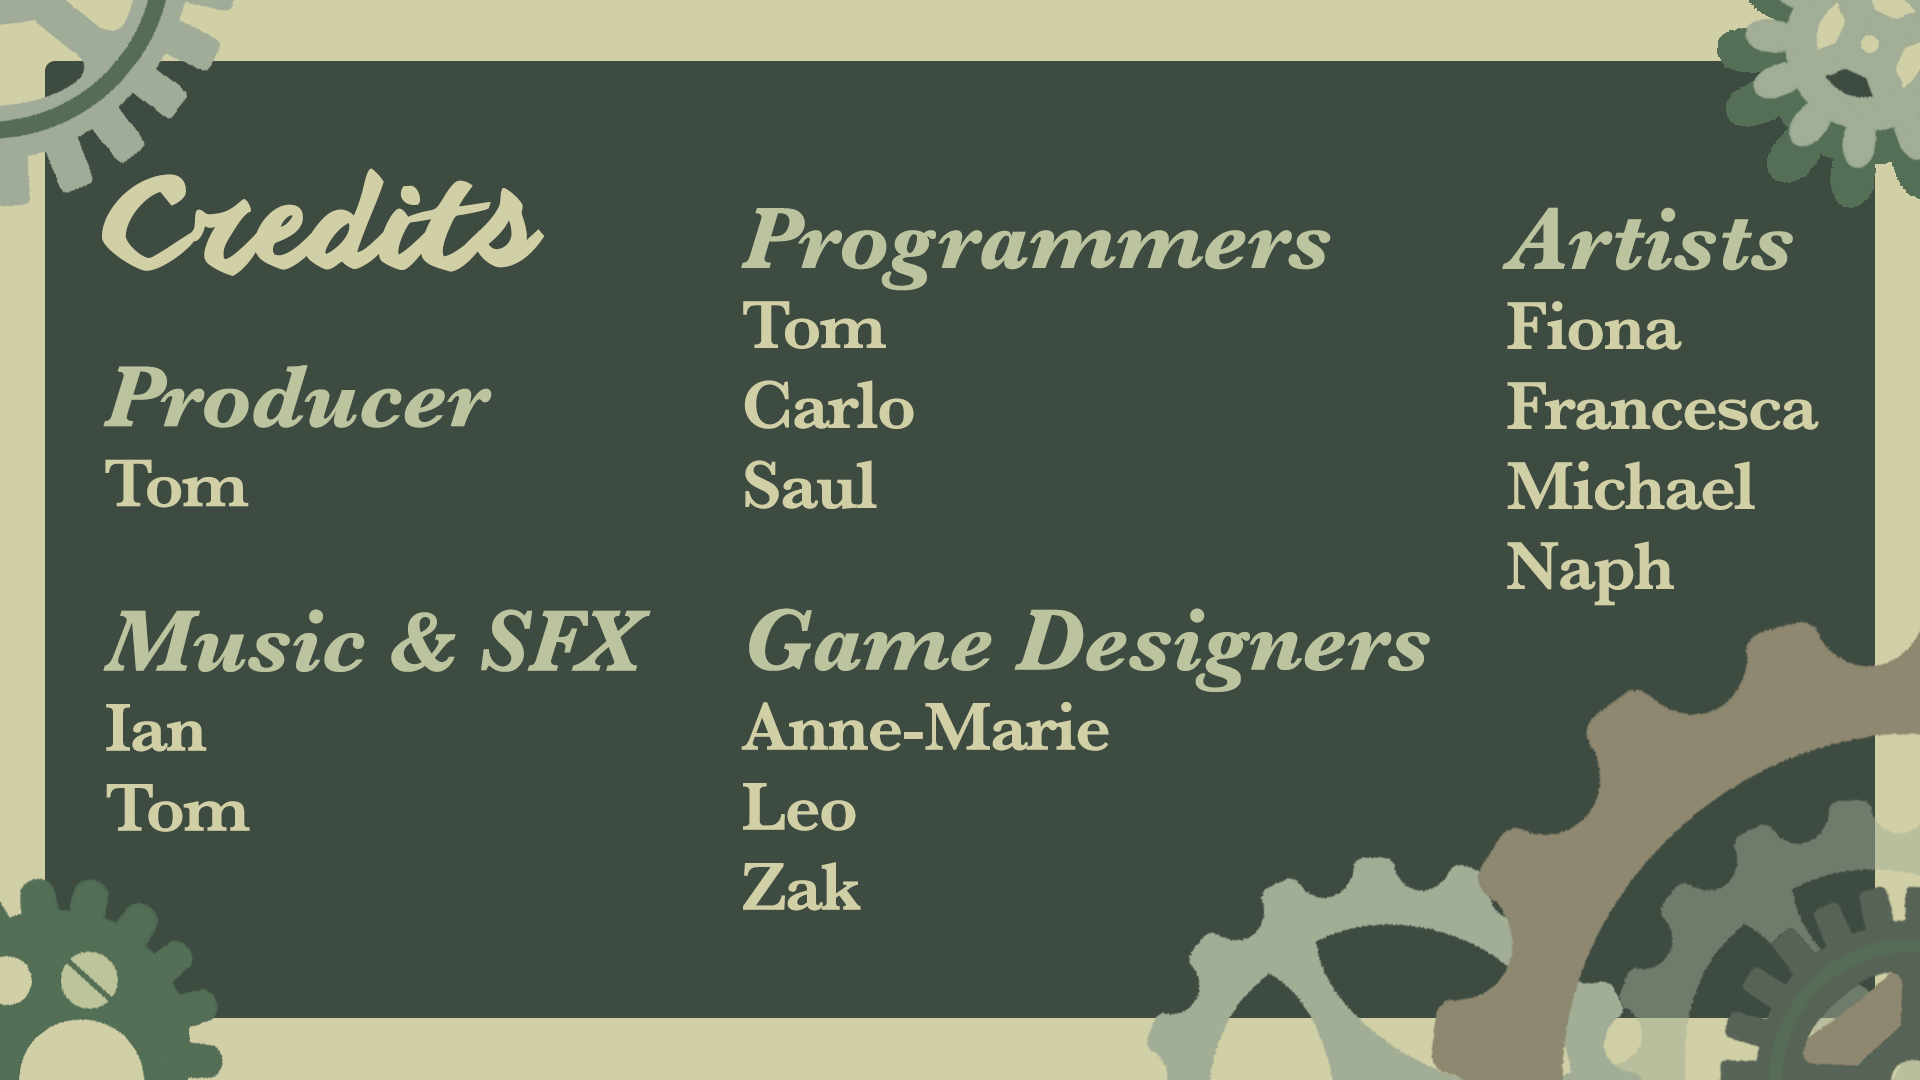 Credits
Producer
Tom
Music & SFX
Ian
Tom
Programmers
Tom
Carlo
Saul
Game Designers
Anne-Marie
Leo
Zak
Artists
Fiona
Francesca
Michael
Naph